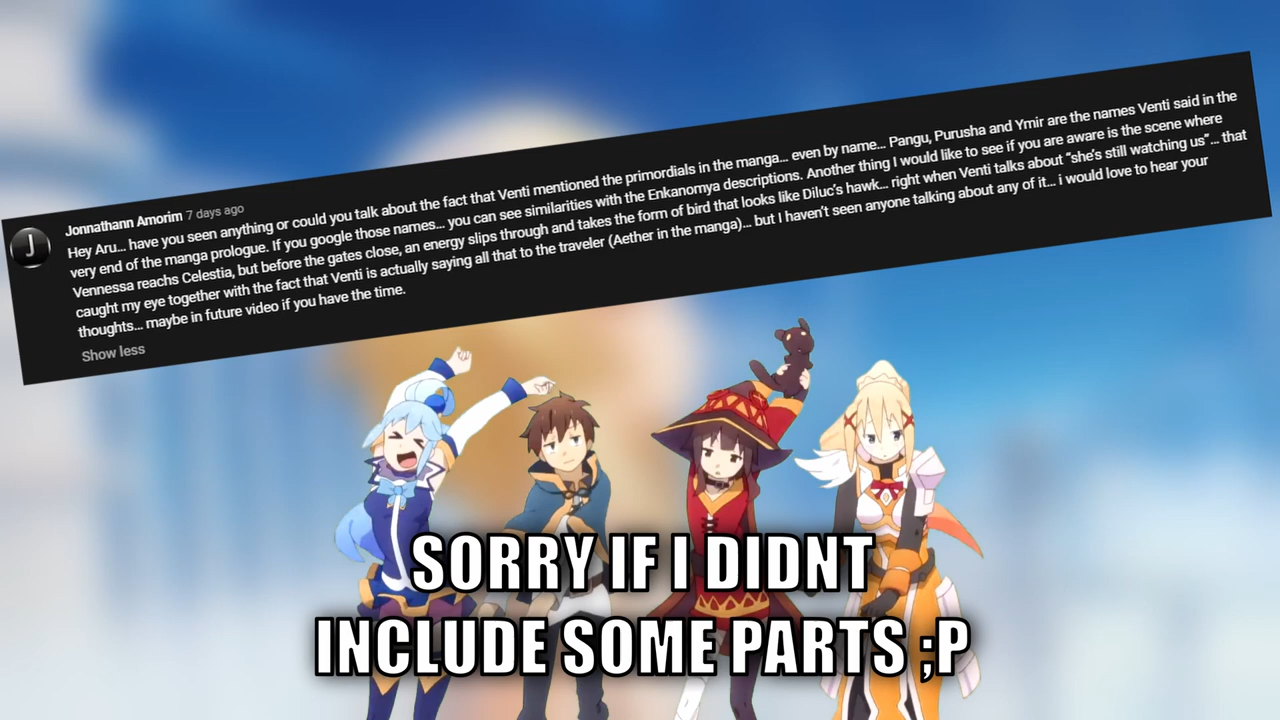 J
Jonnathann Amorim 7 days ago
Hey Aru... have you seen anything or could you talk about the fact that Venti mentioned the primordials in the manga... even by name... Pangu, Purusha and Ymir are the names Venti said in the
very end of the manga prologue. If you google those names... you can see similarities with the Enkanomya descriptions. Another thing I would like to see if you are aware is the scene where
Vennessa reachs Celestia, but before the gates close, an energy slips through and takes the form of bird that looks like Diluc's hawk... right when Venti talks about "she's still watching us"... that
caught my eye together with the fact that Venti is actually saying all that to the traveler (Aether in the manga)... but I haven't seen anyone talking about any of it... i would love to hear your
thoughts... maybe in future video if you have the time.
Show less
SORRY IF I DIDNT
INCLUDE SOME PARTS ;P